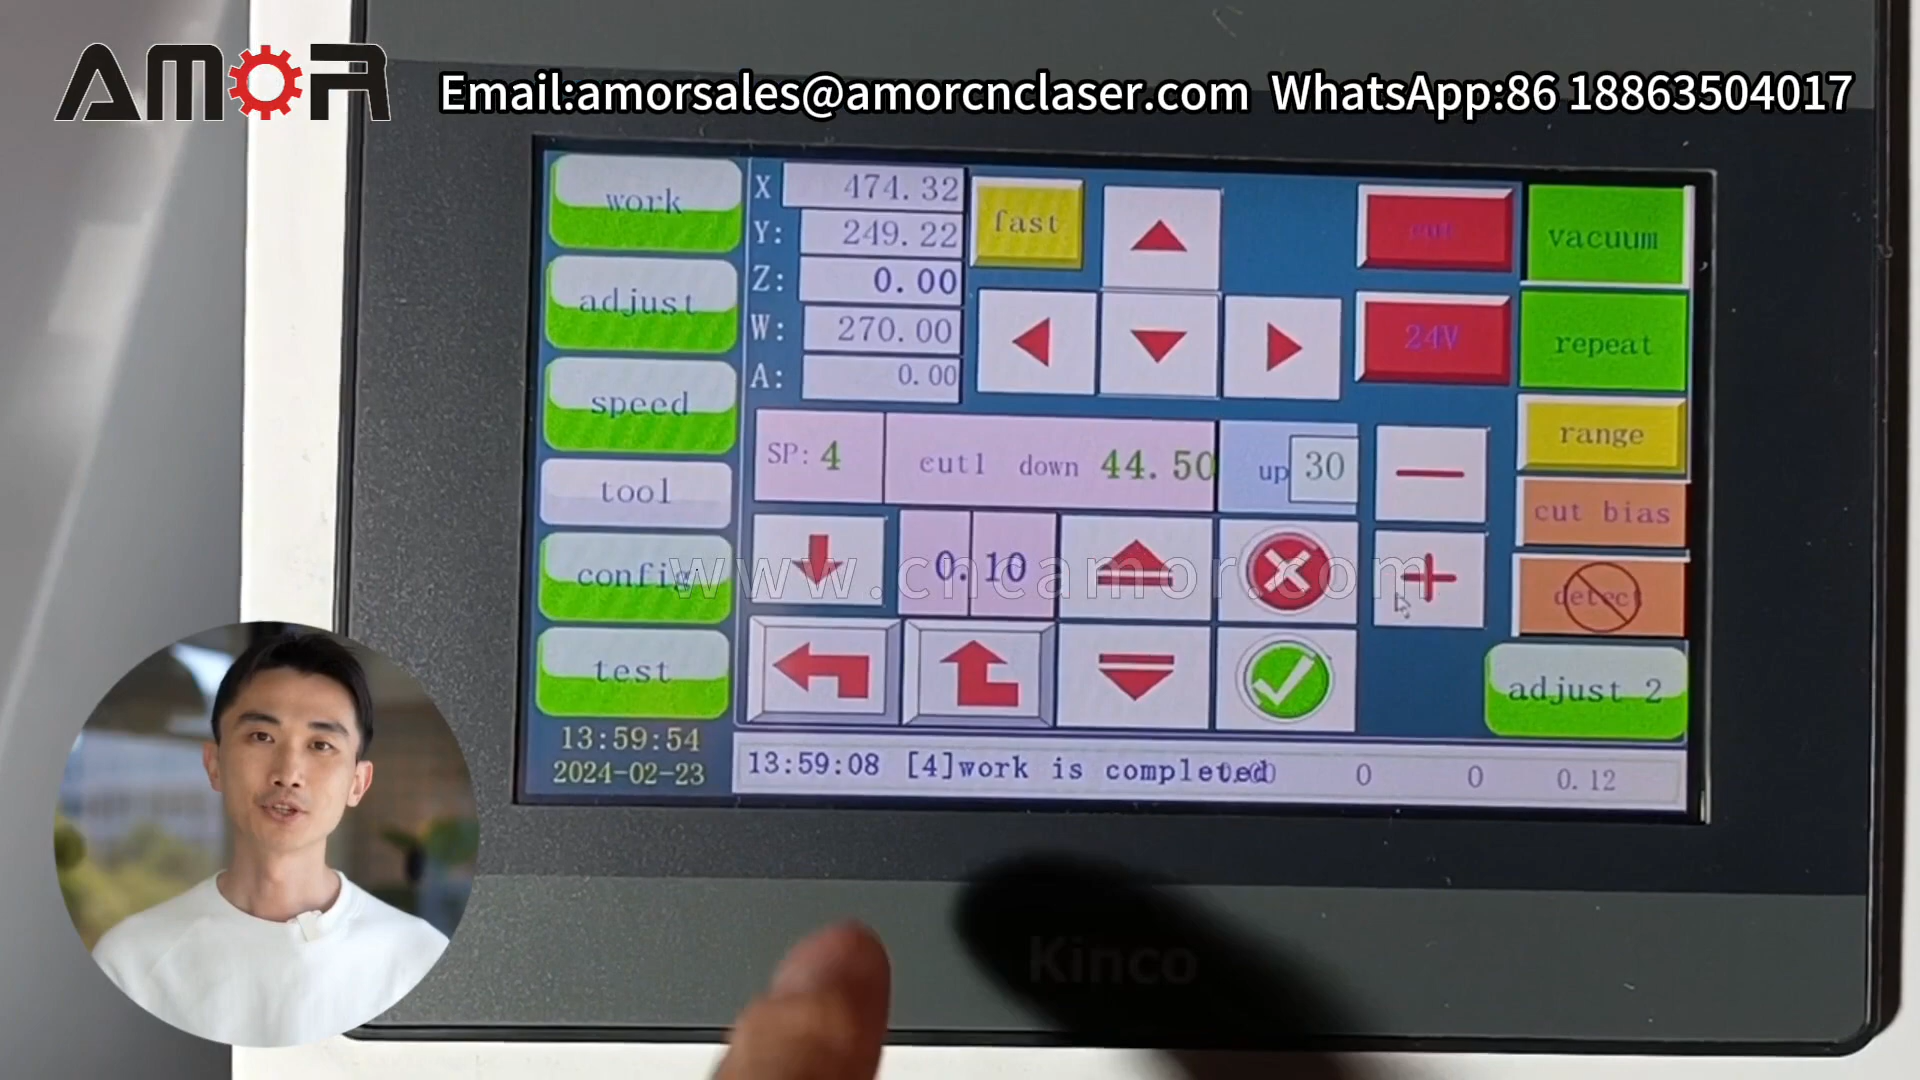 AMOR
Email:amorsales@amorcnclaser.com WhatsApp:86 18863504017
work
X 474.32
fast
cut
vacuum
Y: 249.22
adjust
Z: 0.00
W: 270.00
24V
repeat
A: 0.00
speed
range
SP: 4 cut1 down 44.50 up 30
tool
cut bias
www.cncamor.com
config
0.10
detect
test
adjust 2
13:59:54
2024-02-23
13:59:08 [4]work is completed 0 0 0.12
Kinco